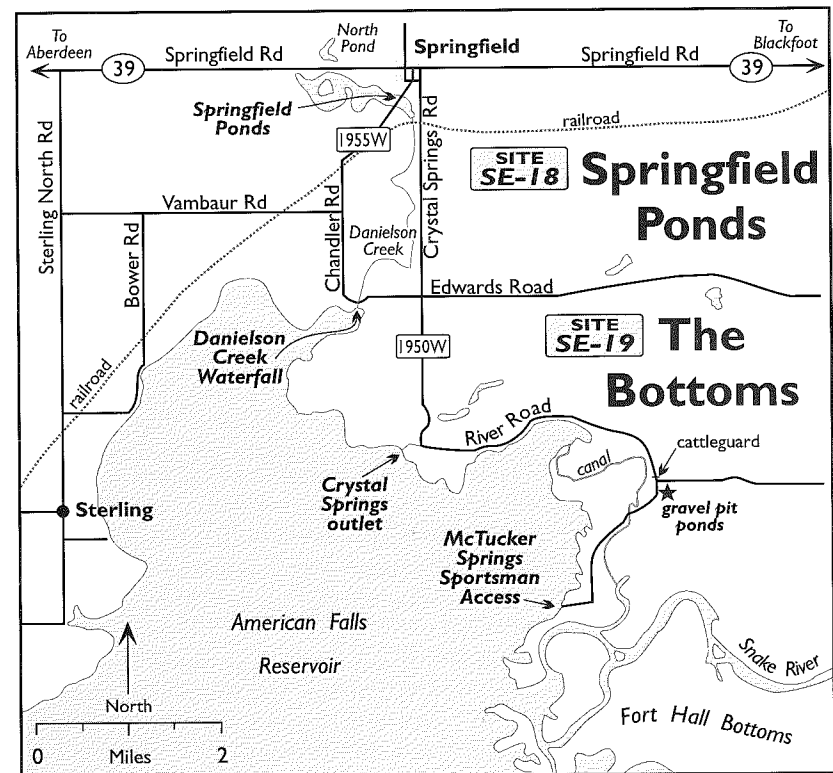 To
Aberdeen
39
Springfield Rd
North
Pond
Springfield
Springfield Rd
39
To
Blackfoot
Springfield
Ponds
1955W
railroad
SITE
SE-18
Springfield
Ponds
Sterling North Rd
Vambaur Rd
Bower Rd
Chandler Rd
Danielson
Creek
Crystal Springs Rd
Edwards Road
Danielson
Creek
Waterfall
1950W
SITE
SE-19
The
Bottoms
railroad
River Road
cattleguard
canal
Crystal
Springs
outlet
Sterling
gravel pit
ponds
McTucker
Springs
Sportsman
Access
American Falls
Reservoir
Snake River
North
Fort Hall Bottoms
0
Miles
2